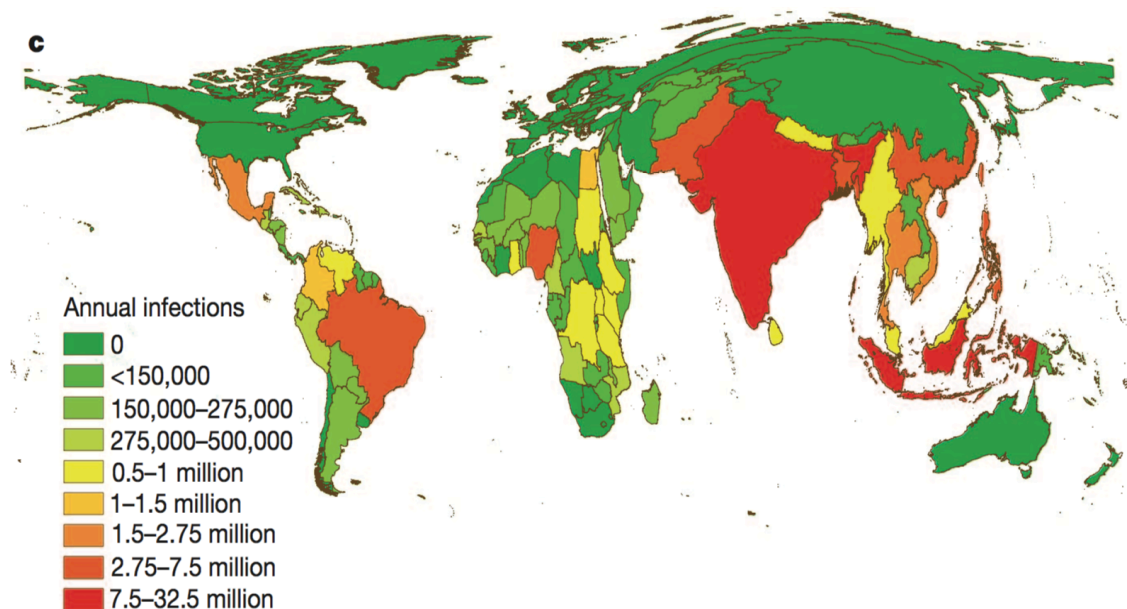 c
Annual infections
0
<150,000
150,000–275,000
275,000–500,000
0.5–1 million
1–1.5 million
1.5–2.75 million
2.75–7.5 million
7.5–32.5 million